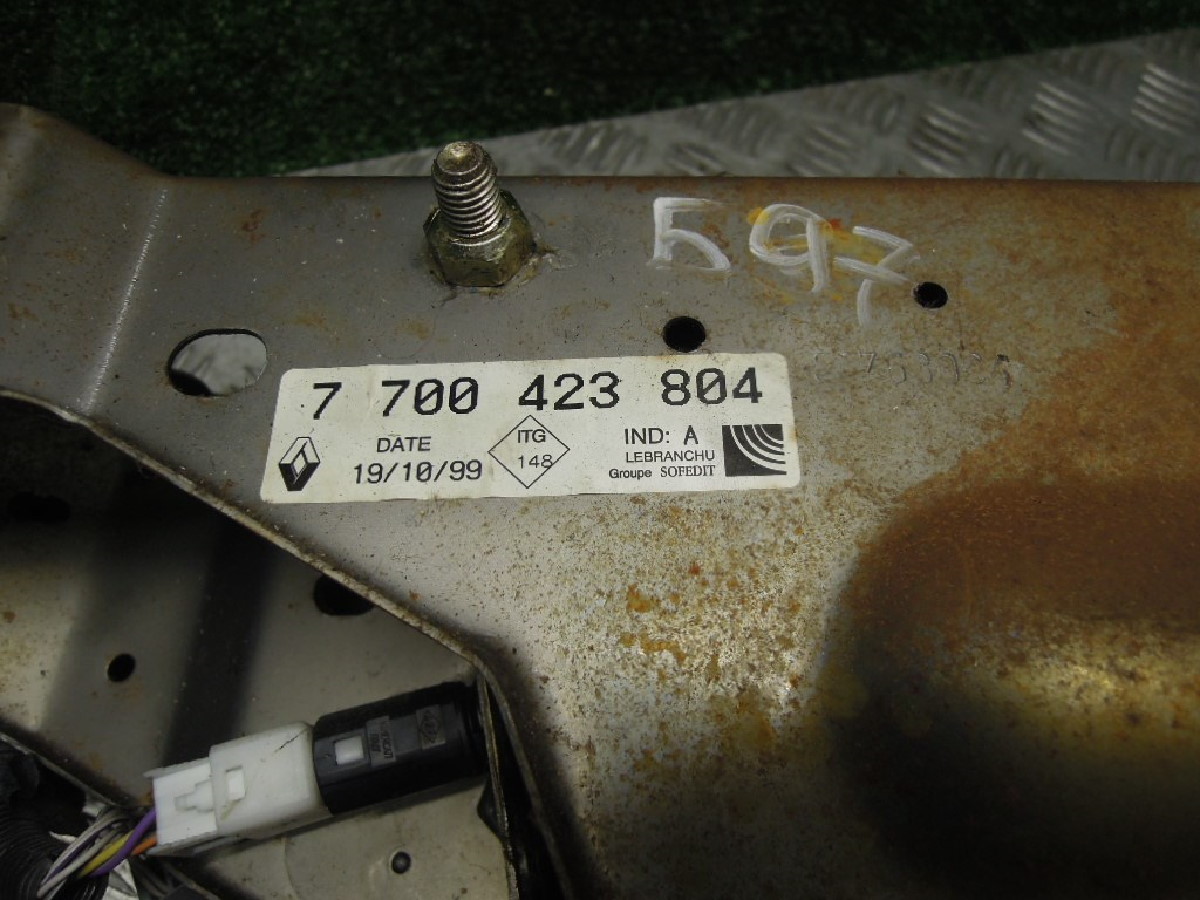 597
7 700 423 804
DATE
19/10/99
ITG
148
IND: A
LEBRANCHU
Groupe SOFEDIT